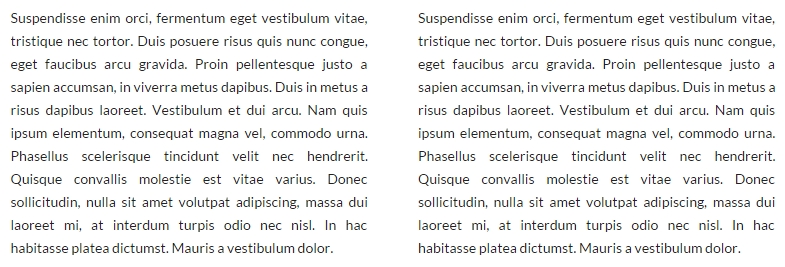 Suspendisse enim orci, fermentum eget vestibulum vitae,
tristique nec tortor. Duis posuere risus quis nunc congue,
eget faucibus arcu gravida. Proin pellentesque justo a
sapien accumsan, in viverra metus dapibus. Duis in metus a
risus dapibus laoreet. Vestibulum et dui arcu. Nam quis
ipsum elementum, consequat magna vel, commodo urna.
Phasellus scelerisque tincidunt velit nec hendrerit.
Quisque convallis molestie est vitae varius. Donec
sollicitudin, nulla sit amet volutpat adipiscing, massa dui
laoreet mi, at interdum turpis odio nec nisl. In hac
habitasse platea dictumst. Mauris a vestibulum dolor.
Suspendisse enim orci, fermentum eget vestibulum vitae,
tristique nec tortor. Duis posuere risus quis nunc congue,
eget faucibus arcu gravida. Proin pellentesque justo a
sapien accumsan, in viverra metus dapibus. Duis in metus a
risus dapibus laoreet. Vestibulum et dui arcu. Nam quis
ipsum elementum, consequat magna vel, commodo urna.
Phasellus scelerisque tincidunt velit nec hendrerit.
Quisque convallis molestie est vitae varius. Donec
sollicitudin, nulla sit amet volutpat adipiscing, massa dui
laoreet mi, at interdum turpis odio nec nisl. In hac
habitasse platea dictumst. Mauris a vestibulum dolor.